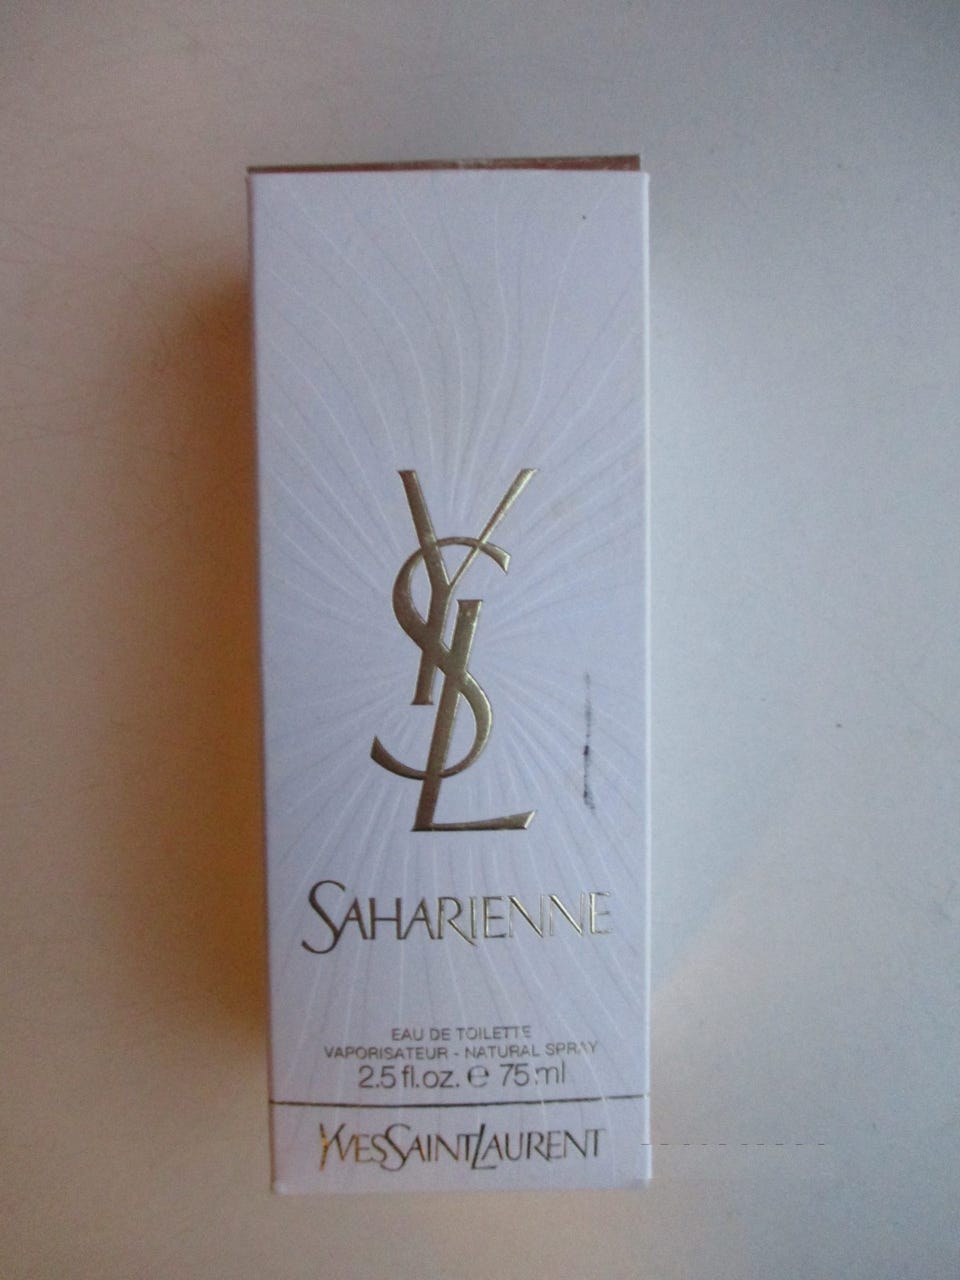 YSL
SAHARIENNE
EAU DE TOILETTE
VAPORISATEUR - NATURAL SPRAY
2.5 fl.oz. ℮ 75 ml
YVESSAINTLAURENT